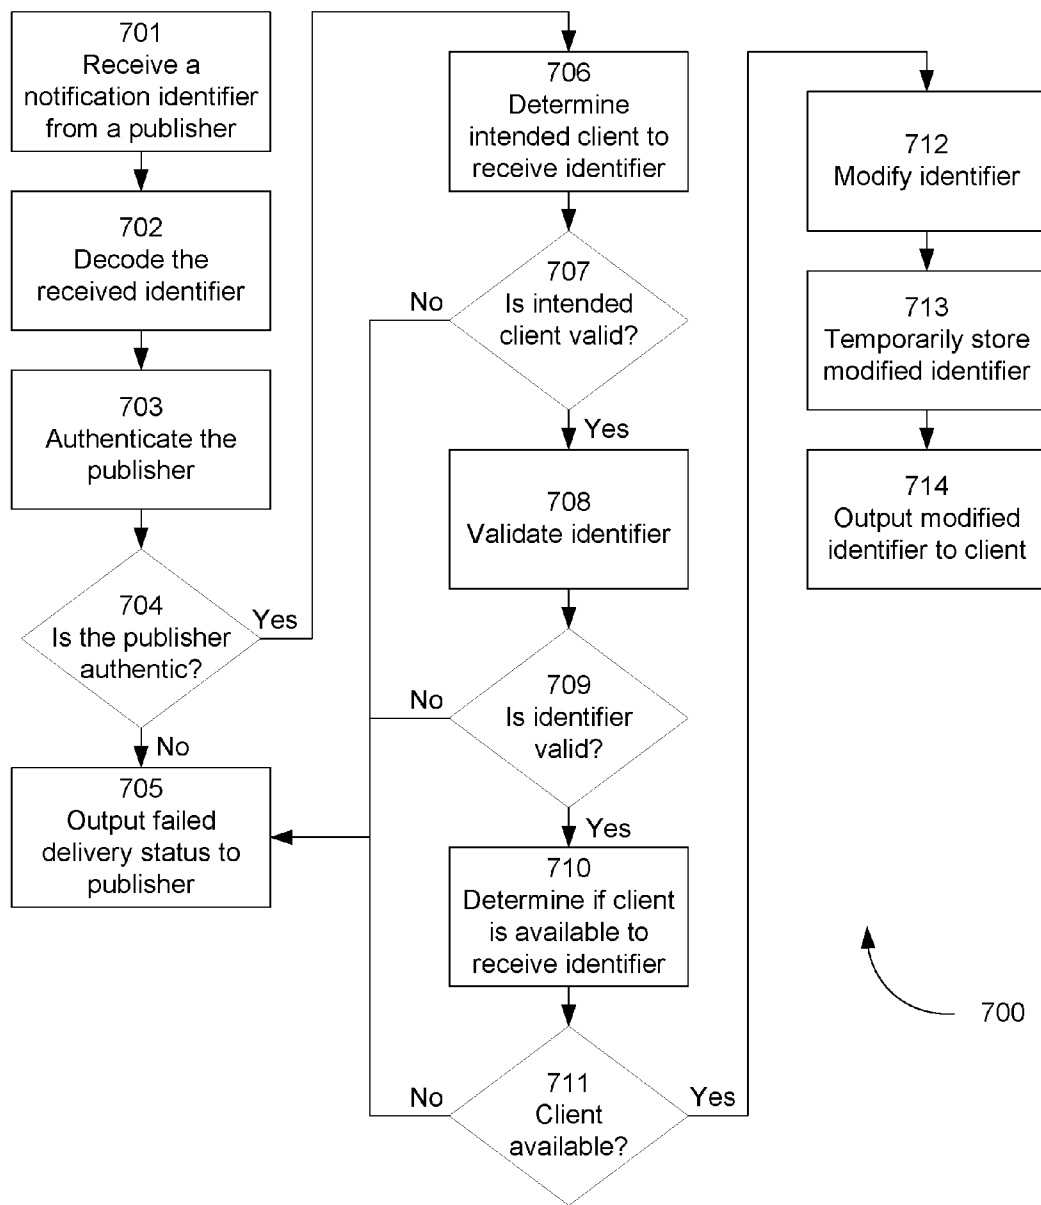 701
Receive a
notification identifier
from a publisher
702
Decode the
received identifier
703
Authenticate the
publisher
704
Is the publisher
authentic?
Yes
No
705
Output failed
delivery status to
publisher
706
Determine
intended client to
receive identifier
707
Is intended
client valid?
No
Yes
708
Validate identifier
709
Is identifier
valid?
No
Yes
710
Determine if client
is available to
receive identifier
711
Client
available?
No
Yes
712
Modify identifier
713
Temporarily store
modified identifier
714
Output modified
identifier to client
700